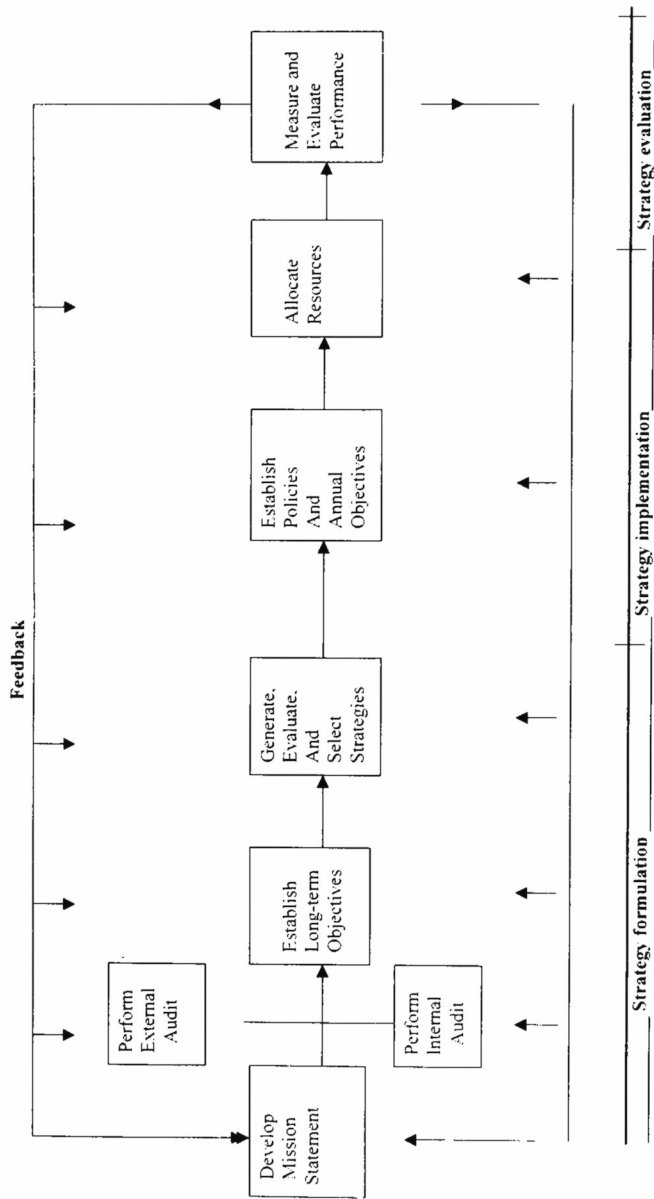 Feedback
Perform
External
Audit
Develop
Mission
Statement
Establish
Long-term
Objectives
Generate.
Evaluate.
And
Select
Strategies
Establish
Policies
And
Annual
Objectives
Allocate
Resources
Measure and
Evaluate
Performance
Perform
Internal
Audit
Strategy formulation
Strategy implementation
Strategy evaluation